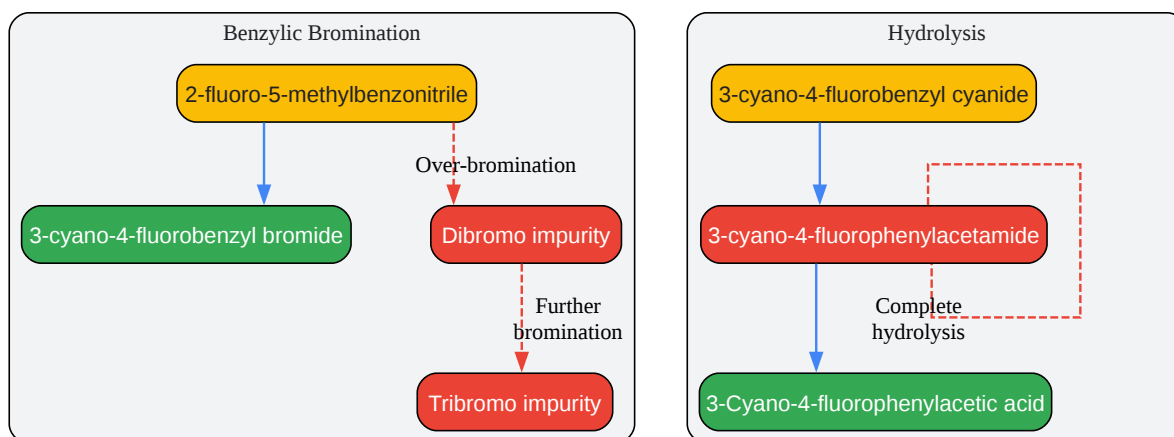 Benzylic Bromination
2-fluoro-5-methylbenzonitrile
Over-bromination
3-cyano-4-fluorobenzyl bromide
Dibromo impurity
Further
bromination
Tribromo impurity
Hydrolysis
3-cyano-4-fluorobenzyl cyanide
3-cyano-4-fluorophenylacetamide
Complete
hydrolysis
3-Cyano-4-fluorophenylacetic acid